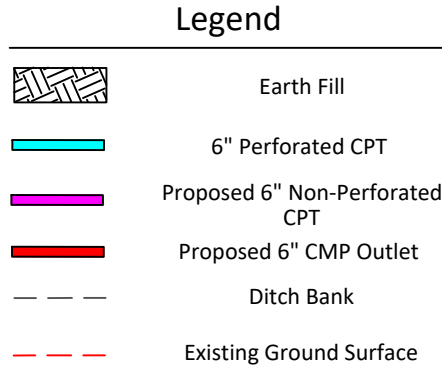 Legend
Earth Fill
6" Perforated CPT
Proposed 6" Non-Perforated
CPT
Proposed 6" CMP Outlet
Ditch Bank
Existing Ground Surface